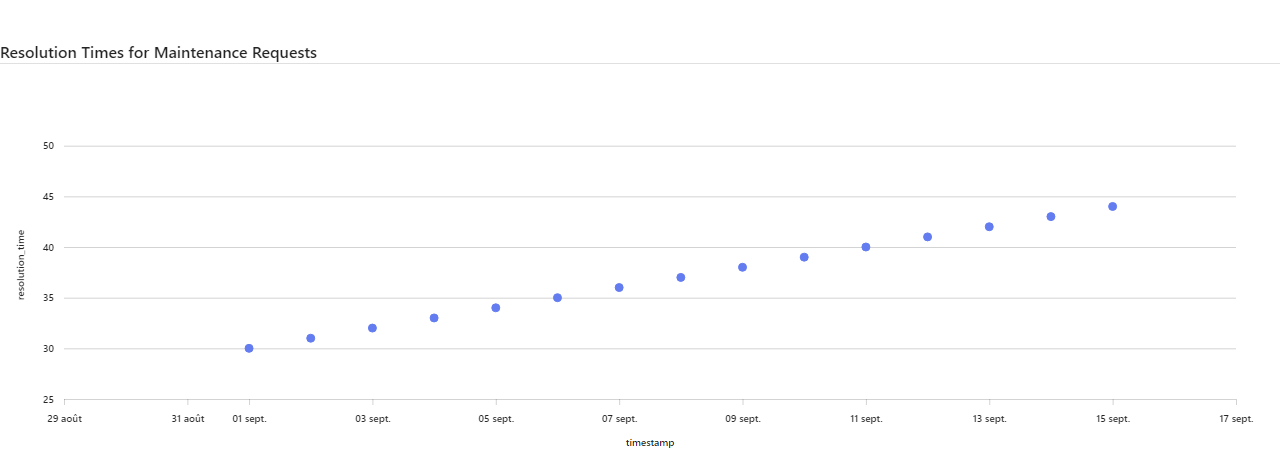 Resolution Times for Maintenance Requests
50
45
40
35
30
25
resolution_time
29 août 31 août 01 sept. 03 sept. 05 sept. 07 sept. 09 sept. 11 sept. 13 sept. 15 sept. 17 sept.
timestamp